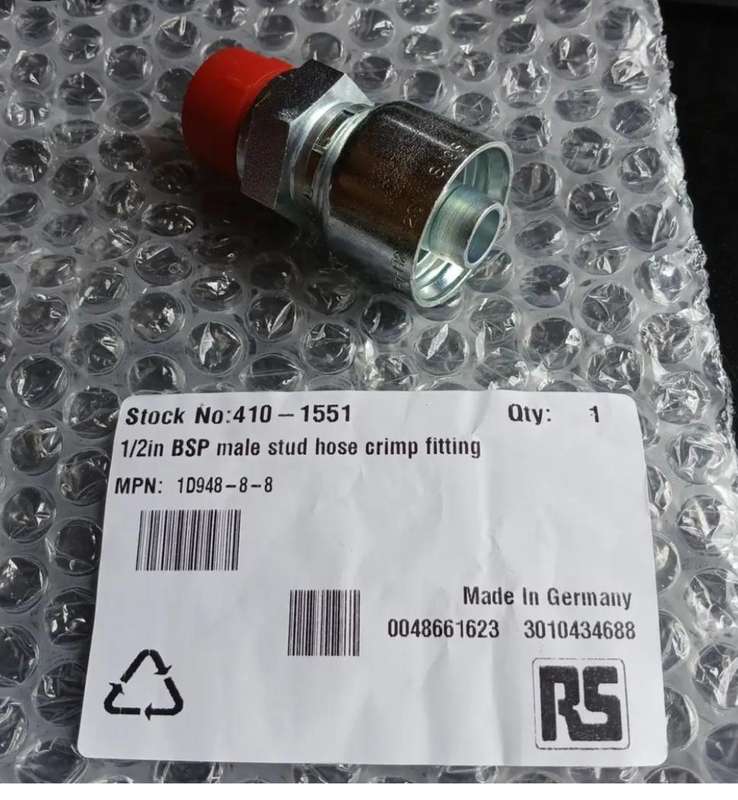 Stock No:410-1551 Qty: 1
1/2in BSP male stud hose crimp fitting
MPN: 1D948-8-8
Made In Germany
0048661623 3010434688
RS